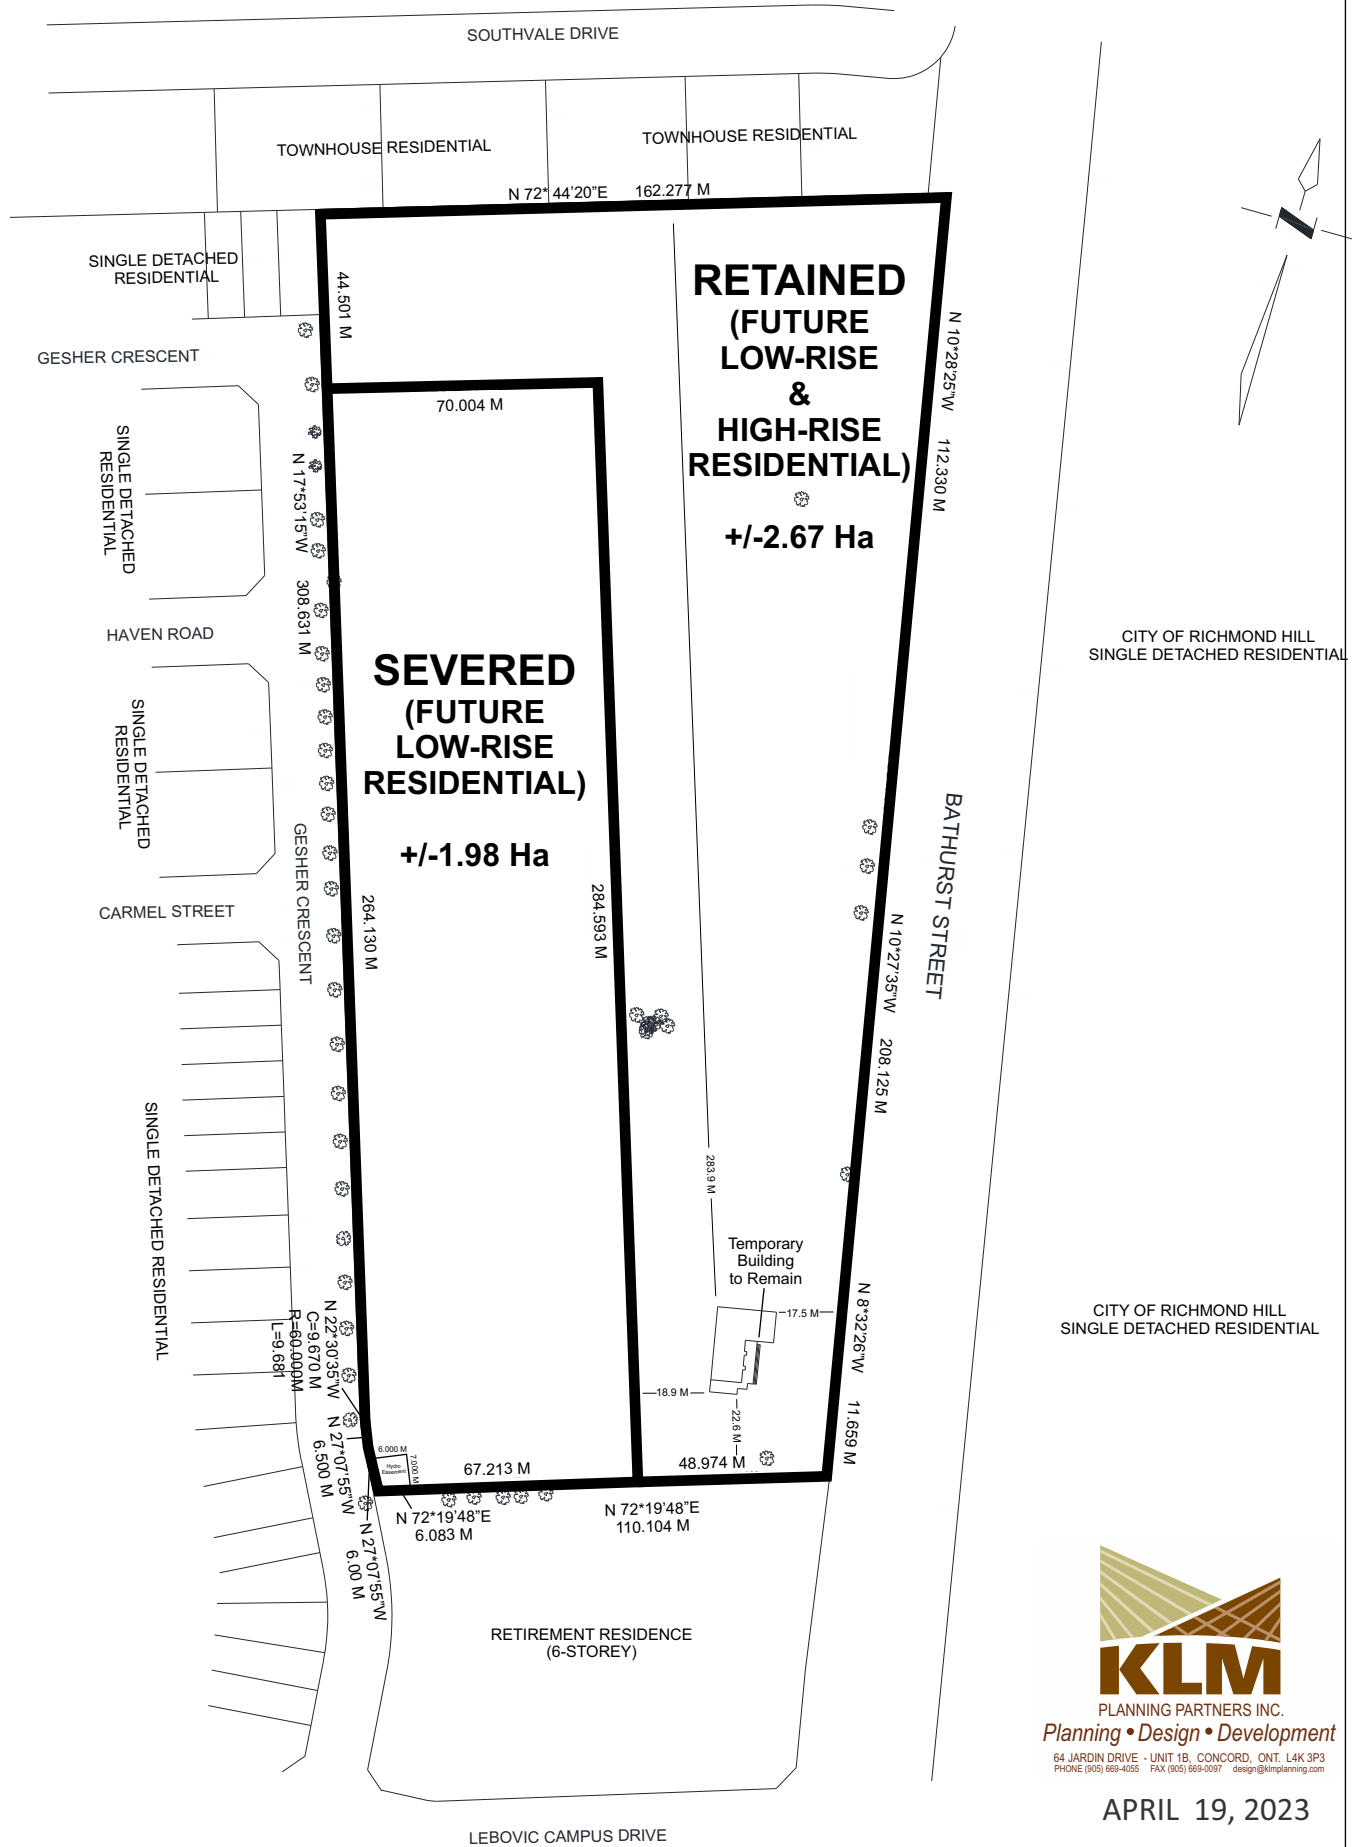 SOUTHVALE DRIVE
TOWNHOUSE RESIDENTIAL
TOWNHOUSE RESIDENTIAL
N 72* 44'20"E 162.277 M
SINGLE DETACHED
RESIDENTIAL
44.501 M
RETAINED
(FUTURE
LOW-RISE
&
HIGH-RISE
RESIDENTIAL)
+/-2.67 Ha
N 10*28'25"W 112.330 M
GESHER CRESCENT
70.004 M
SINGLE DETACHED
RESIDENTIAL
N 17*53'15"W 308.631 M
HAVEN ROAD
CITY OF RICHMOND HILL
SINGLE DETACHED RESIDENTIAL
SEVERED
(FUTURE
LOW-RISE
RESIDENTIAL)
+/-1.98 Ha
SINGLE DETACHED
RESIDENTIAL
GESHER CRESCENT
BATHURST STREET
CARMEL STREET
264.130 M
284.593 M
N 10*27'35"W 208.125 M
SINGLE DETACHED RESIDENTIAL
283.9 M
Temporary
Building
to Remain
17.5 M
N 8*32'26"W 11.659 M
CITY OF RICHMOND HILL
SINGLE DETACHED RESIDENTIAL
N 22*30'35"W
C=9.670 M
R=60.000M
L=9.681
18.9 M
22.6 M
N 27*07'55"W
6.500 M
6.000 M
7.000 M
Hydro
Easement
67.213 M
48.974 M
N 72*19'48"E
6.083 M
N 72*19'48"E
110.104 M
N 27*07'55"W
6.00 M
RETIREMENT RESIDENCE
(6-STOREY)
KLM
PLANNING PARTNERS INC.
Planning • Design • Development
64 JARDIN DRIVE - UNIT 1B, CONCORD, ONT. L4K 3P3
PHONE (905) 669-4055 FAX (905) 669-0097 design@klmplanning.com
APRIL 19, 2023
LEBOVIC CAMPUS DRIVE